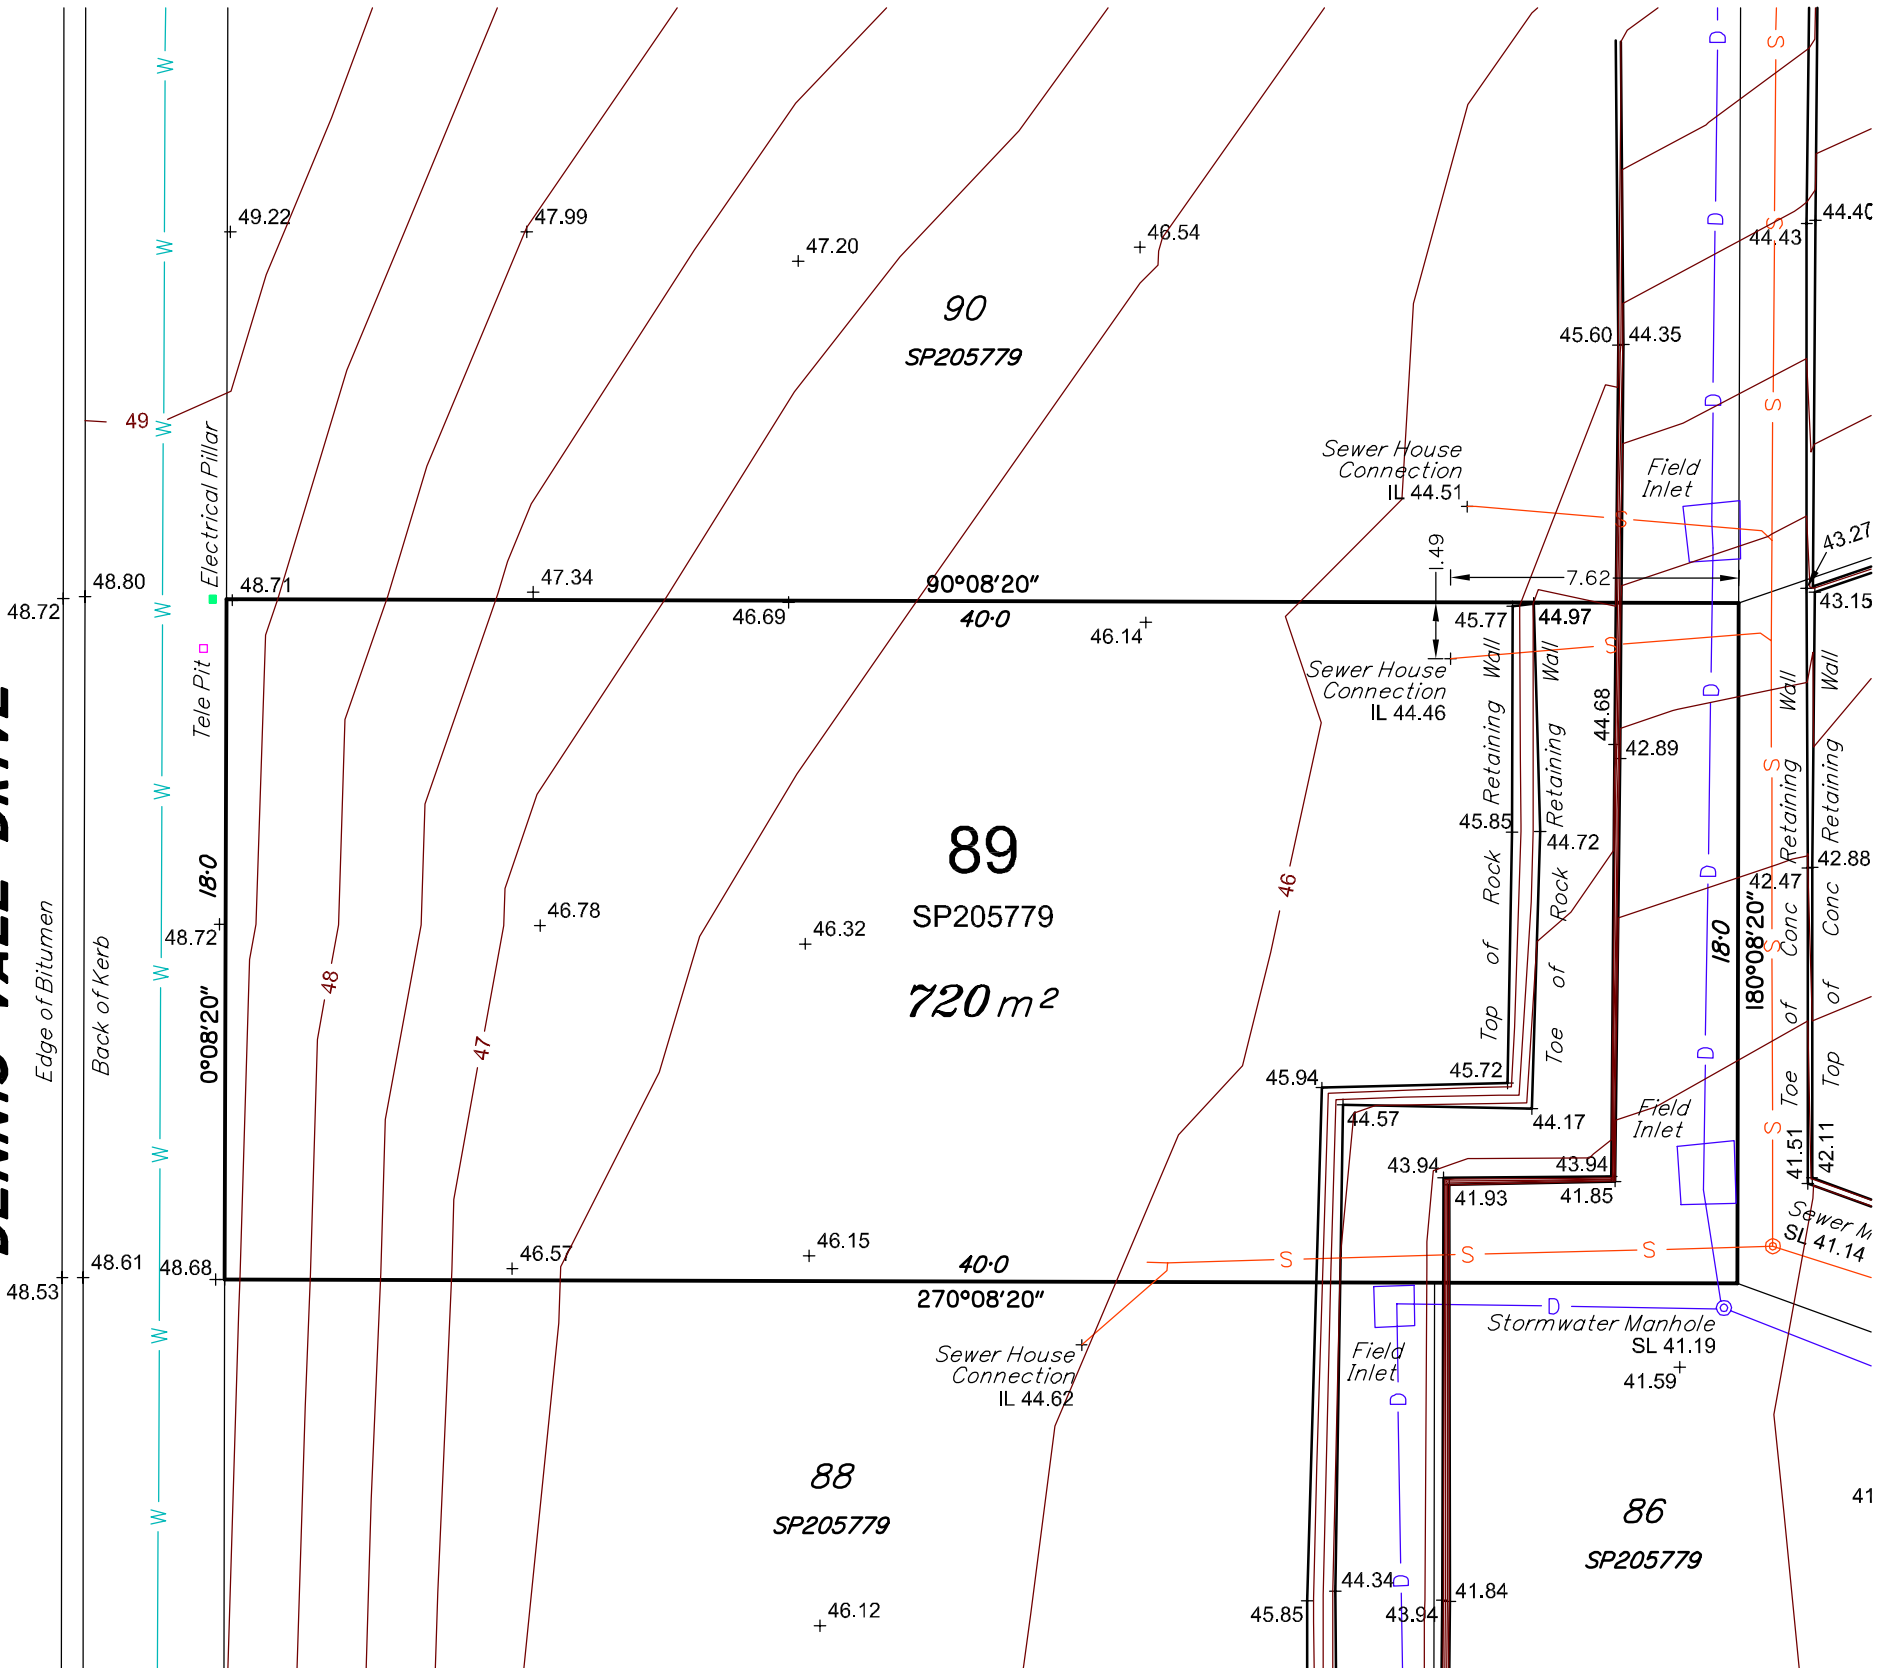 49.22
47.99
47.20
46.54
44.43
90
SP205779
45.60
44.35
49
Electrical Pillar
Sewer House
Connection
IL 44.51
Field
Inlet
43.27
1.49
7.62
48.80
48.72
48.71
47.34
90°08'20"
46.69
40·0
46.14
45.77
44.97
43.15
Tele Pit
Sewer House
Connection
IL 44.46
44.68
42.89
Top of Rock Retaining Wall
Toe of Rock Retaining Wall
Toe of Conc Retaining Wall
Top of Conc Retaining Wall
45.85
44.72
89
SP205779
720 m²
46
18·0
0°08'20"
48.72
46.78
46.32
42.88
42.47
18·0
180°08'20"
Edge of Bitumen
Back of Kerb
48
47
45.94
45.72
44.57
44.17
Field
Inlet
43.94
43.94
41.93
41.85
41.51
42.11
48.61
48.53
48.68
46.57
46.15
40·0
270°08'20"
Sewer
SL 41.14
Stormwater Manhole
SL 41.19
41.59
Field
Inlet
Sewer House
Connection
IL 44.62
88
SP205779
86
SP205779
41
44.34
41.84
45.85
43.94
46.12
W W W W W W W W W
D D D D D D D D D D
S S S S S S S S S S S